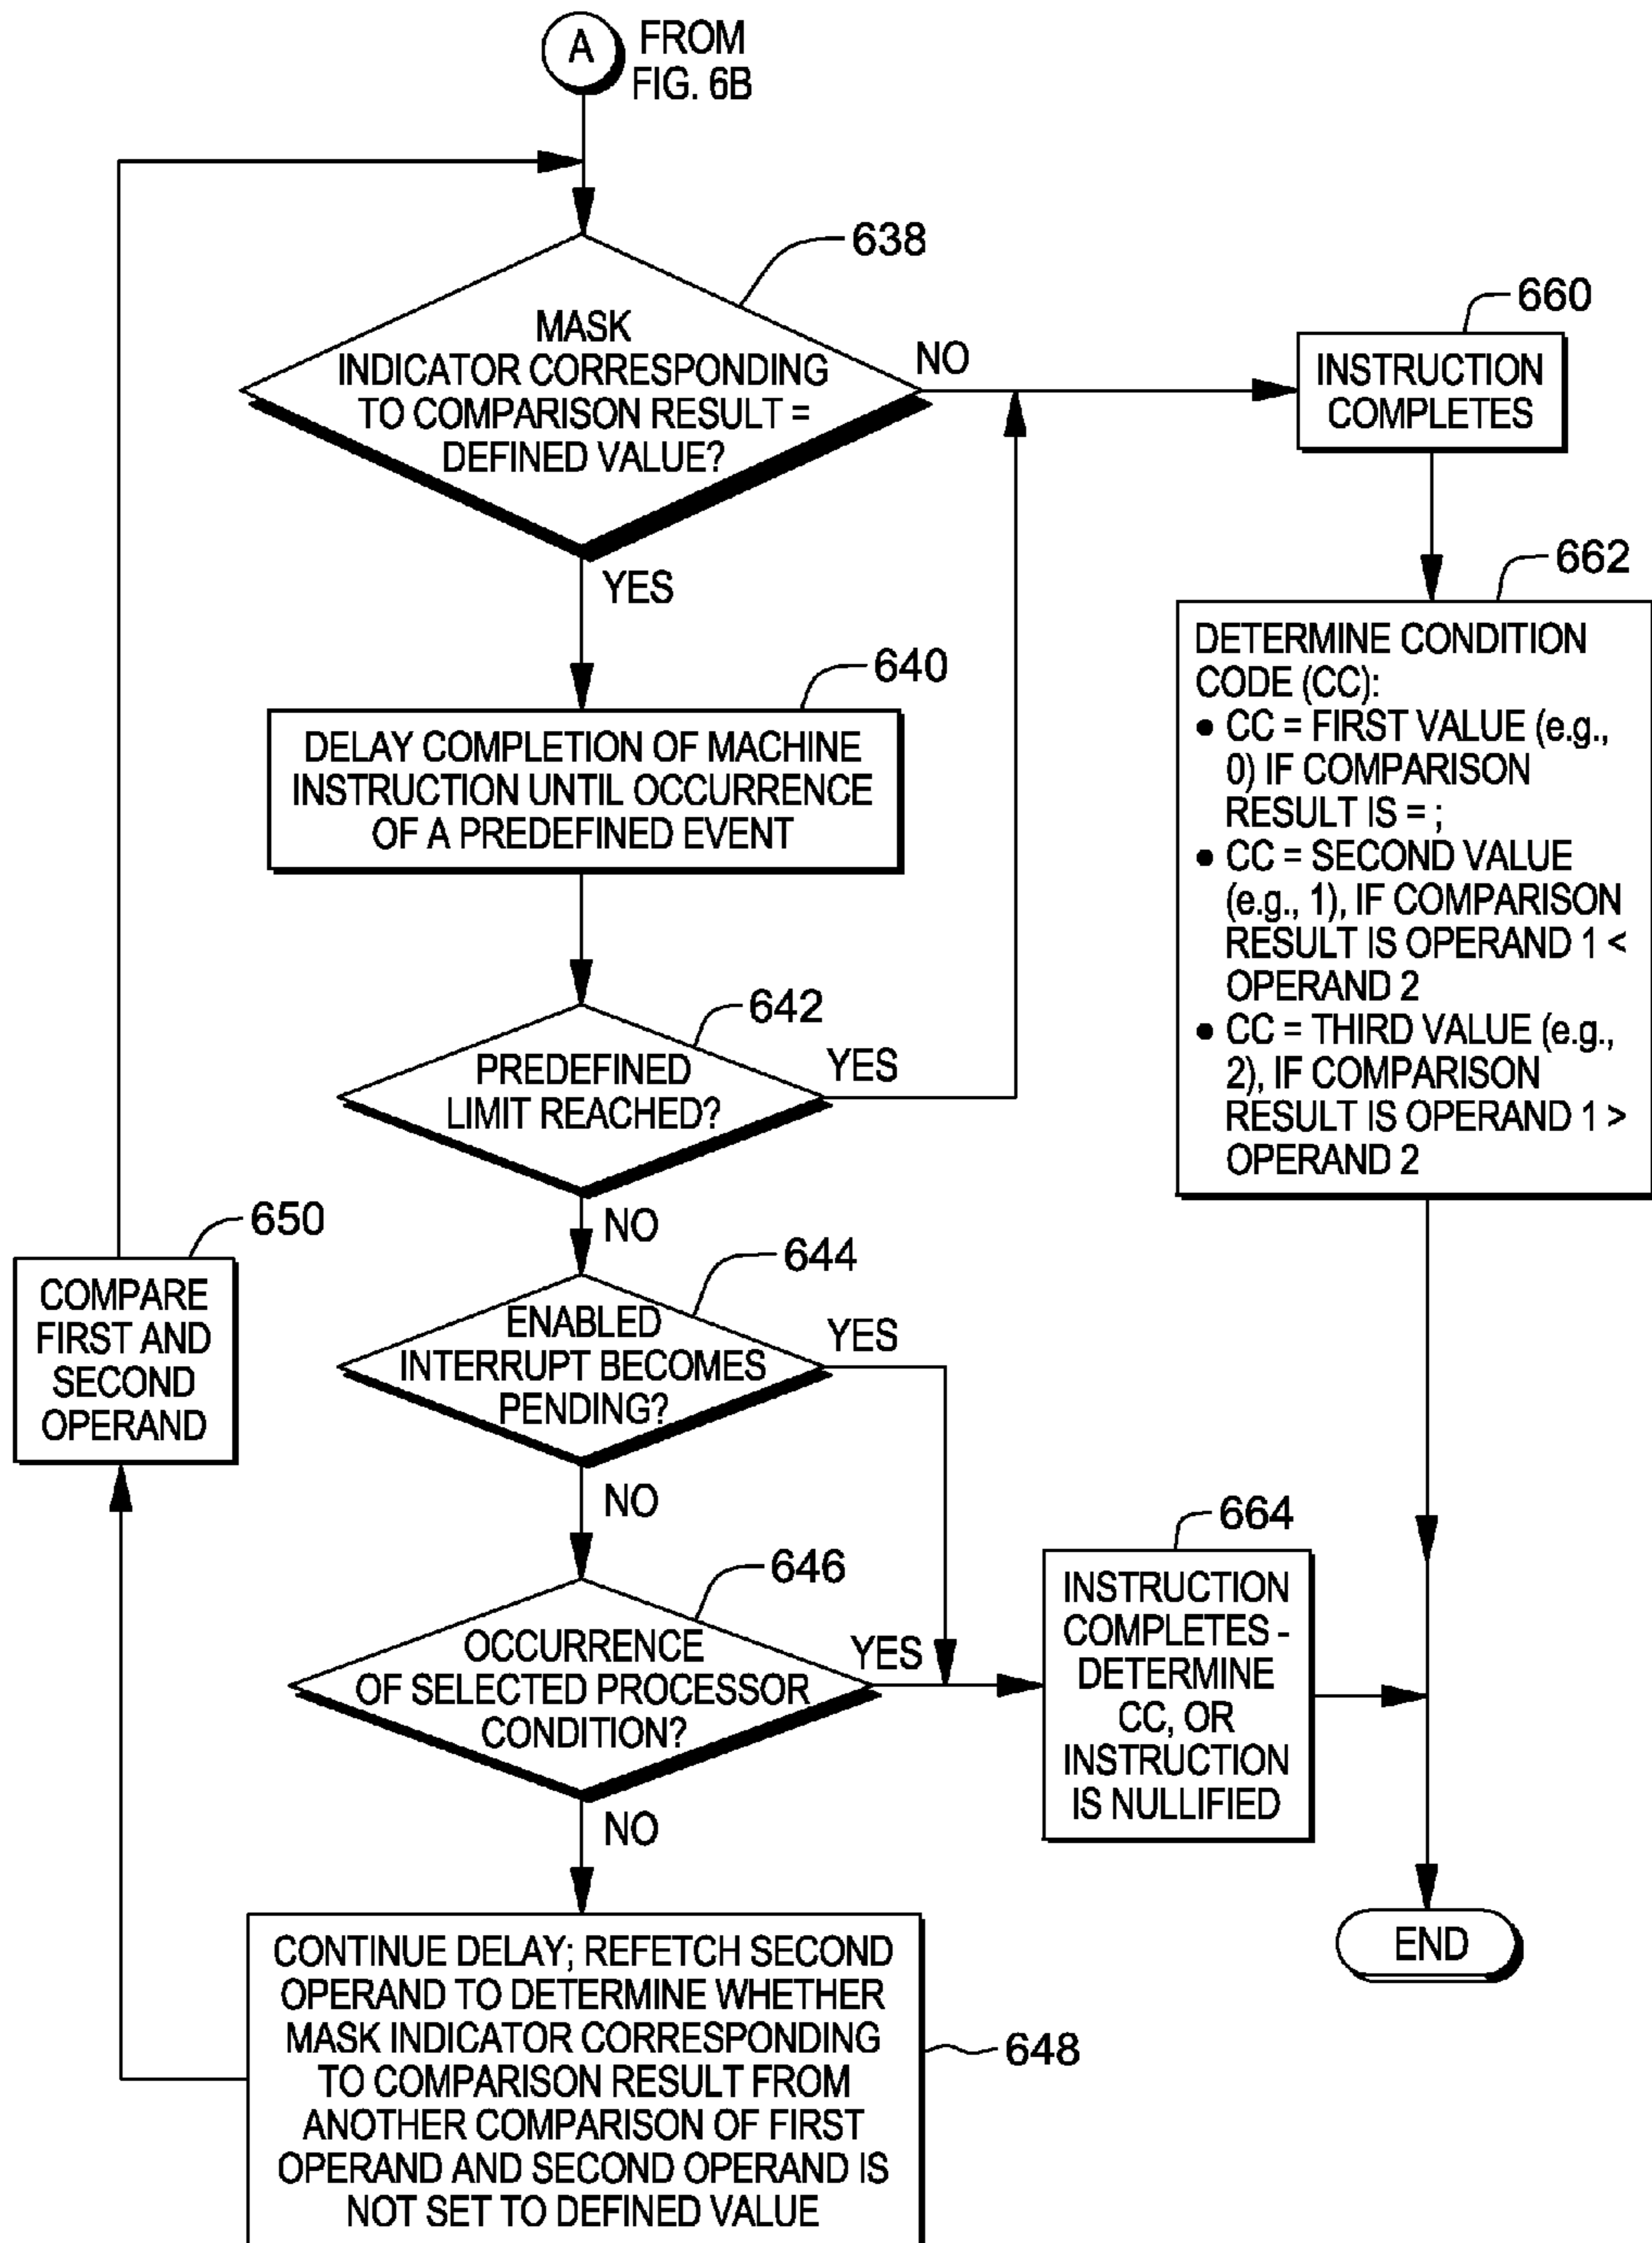 A
FROM
FIG. 6B
638
MASK
INDICATOR CORRESPONDING
TO COMPARISON RESULT =
DEFINED VALUE?
NO
YES
660
INSTRUCTION
COMPLETES
662
DETERMINE CONDITION
CODE (CC):
• CC = FIRST VALUE (e.g.,
0) IF COMPARISON
RESULT IS = ;
• CC = SECOND VALUE
(e.g., 1), IF COMPARISON
RESULT IS OPERAND 1 <
OPERAND 2
• CC = THIRD VALUE (e.g.,
2), IF COMPARISON
RESULT IS OPERAND 1 >
OPERAND 2
640
DELAY COMPLETION OF MACHINE
INSTRUCTION UNTIL OCCURRENCE
OF A PREDEFINED EVENT
642
PREDEFINED
LIMIT REACHED?
YES
NO
650
COMPARE
FIRST AND
SECOND
OPERAND
644
ENABLED
INTERRUPT BECOMES
PENDING?
YES
NO
646
OCCURRENCE
OF SELECTED PROCESSOR
CONDITION?
YES
NO
664
INSTRUCTION
COMPLETES -
DETERMINE
CC, OR
INSTRUCTION
IS NULLIFIED
648
CONTINUE DELAY; REFETCH SECOND
OPERAND TO DETERMINE WHETHER
MASK INDICATOR CORRESPONDING
TO COMPARISON RESULT FROM
ANOTHER COMPARISON OF FIRST
OPERAND AND SECOND OPERAND IS
NOT SET TO DEFINED VALUE
END